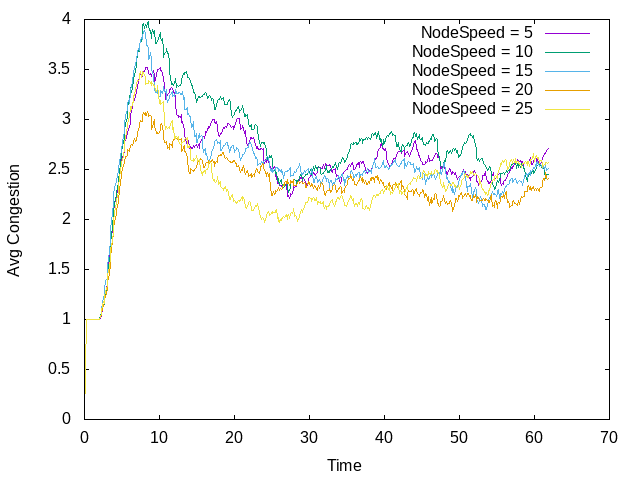 4
3.5
3
2.5
2
1.5
1
0.5
0
0 10 20 30 40 50 60 70
Avg Congestion
Time
NodeSpeed = 5
NodeSpeed = 10
NodeSpeed = 15
NodeSpeed = 20
NodeSpeed = 25